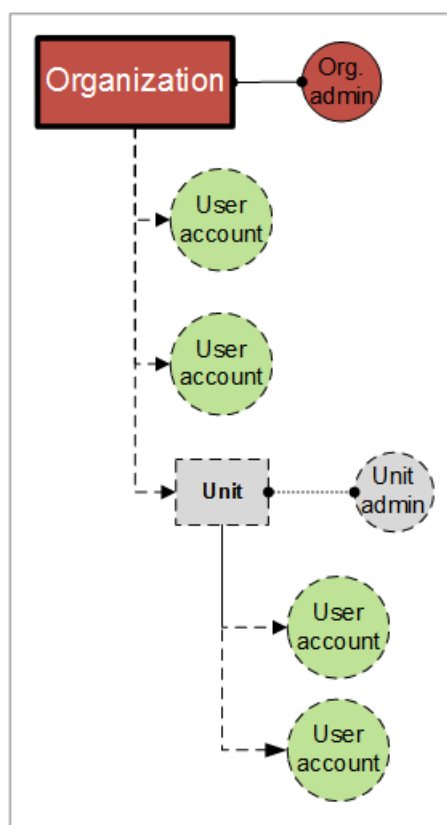 Organization
Org.
admin
User
account
User
account
Unit
Unit
admin
User
account
User
account